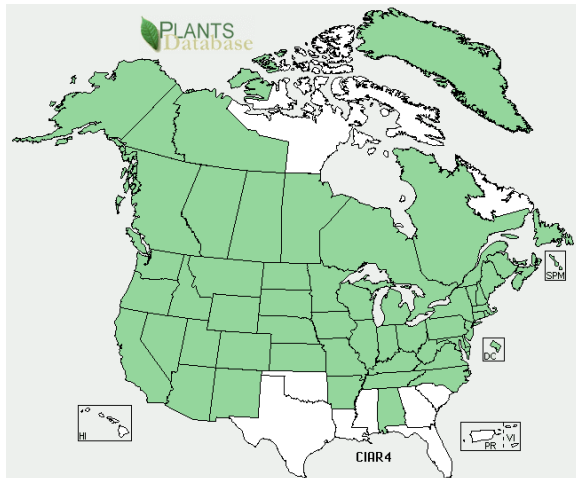 PLANTS
Database
SPM
DC
HI
PR
VI
CIAR4